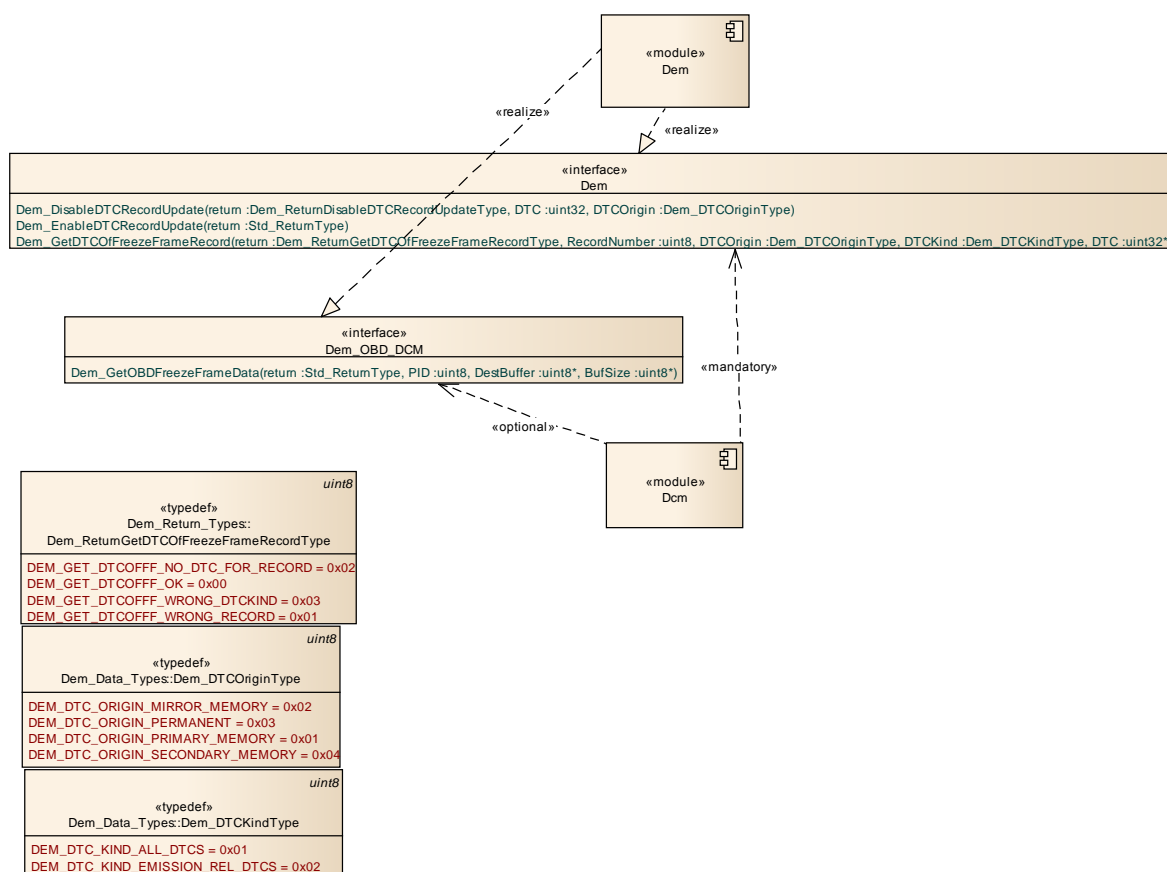 «module»
Dem
«realize»
«realize»
«interface»
Dem
Dem_DisableDTCRecordUpdate(return :Dem_ReturnDisableDTCRecordUpdateType, DTC :uint32, DTCOrigin :Dem_DTCOriginType)
Dem_EnableDTCRecordUpdate(return :Std_ReturnType)
Dem_GetDTCOfFreezeFrameRecord(return :Dem_ReturnGetDTCOfFreezeFrameRecordType, RecordNumber :uint8, DTCOrigin :Dem_DTCOriginType, DTCKind :Dem_DTCKindType, DTC :uint32*
«interface»
Dem_OBD_DCM
Dem_GetOBDFreezeFrameData(return :Std_ReturnType, PID :uint8, DestBuffer :uint8*, BufSize :uint8*)
«mandatory»
«optional»
«module»
Dcm
uint8
«typedef»
Dem_Return_Types::
Dem_ReturnGetDTCOfFreezeFrameRecordType
DEM_GET_DTCOFFF_NO_DTC_FOR_RECORD = 0x02
DEM_GET_DTCOFFF_OK = 0x00
DEM_GET_DTCOFFF_WRONG_DTCKIND = 0x03
DEM_GET_DTCOFFF_WRONG_RECORD = 0x01
uint8
«typedef»
Dem_Data_Types::Dem_DTCOriginType
DEM_DTC_ORIGIN_MIRROR_MEMORY = 0x02
DEM_DTC_ORIGIN_PERMANENT = 0x03
DEM_DTC_ORIGIN_PRIMARY_MEMORY = 0x01
DEM_DTC_ORIGIN_SECONDARY_MEMORY = 0x04
uint8
«typedef»
Dem_Data_Types::Dem_DTCKindType
DEM_DTC_KIND_ALL_DTCS = 0x01
DEM_DTC_KIND_EMISSION_REL_DTCS = 0x02